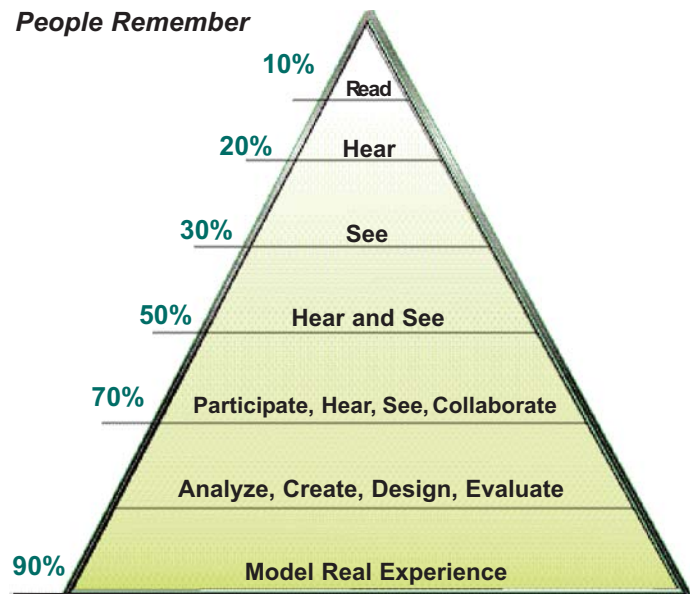 People Remember
10%
Read
20%
Hear
30%
See
50%
Hear and See
70%
Participate, Hear, See, Collaborate
Analyze, Create, Design, Evaluate
90%
Model Real Experience